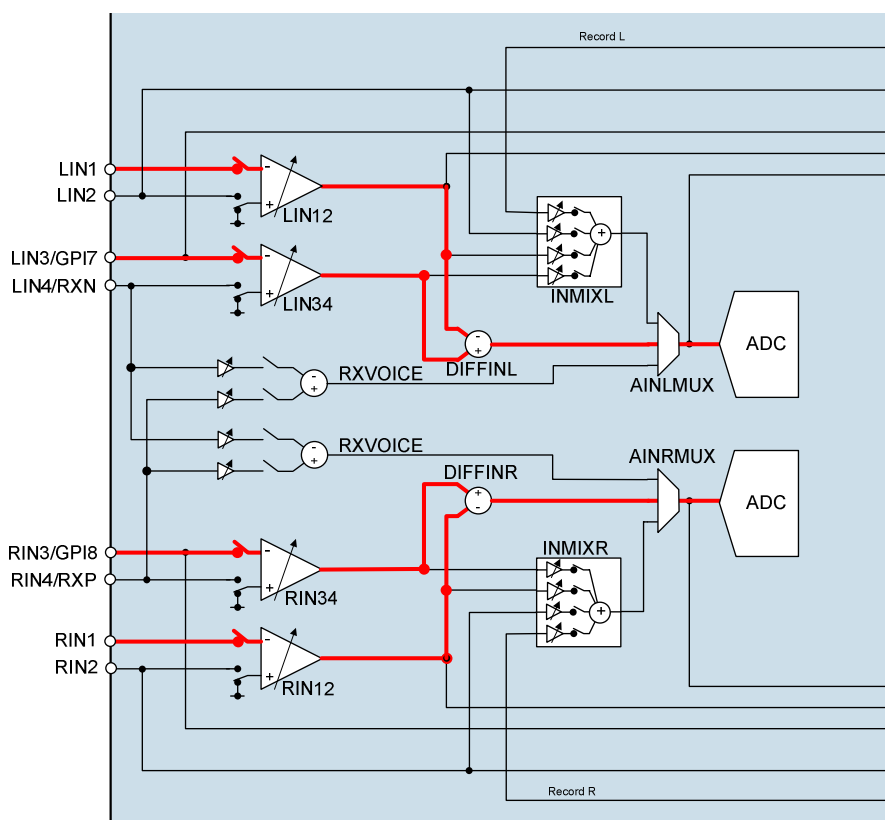 Record L
LIN1
-
LIN2
+
LIN12
LIN3/GPI7
-
LIN4/RXN
+
LIN34
+
INMIXL
-
+
DIFFINL
ADC
AINLMUX
-
+
RXVOICE
-
+
RXVOICE
AINRMUX
DIFFINR
+
-
ADC
RIN3/GPI8
-
RIN4/RXP
+
RIN34
INMIXR
+
RIN1
-
RIN2
+
RIN12
Record R